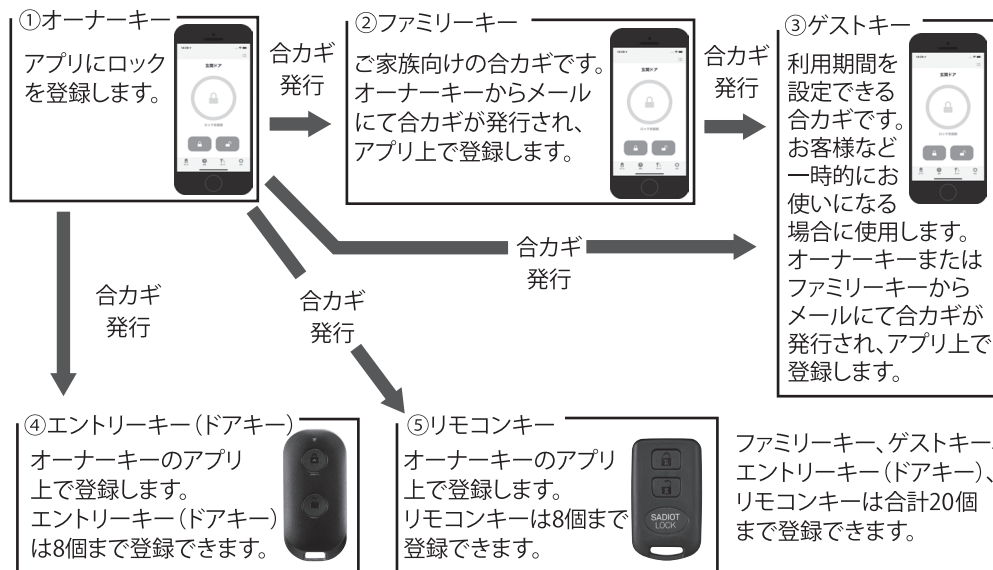 ①オーナーキー
アプリにロック
を登録します。
玄関ドア
合カギ
発行
②ファミリーキー
ご家族向けの合カギです。
オーナーキーからメール
にて合カギが発行され、
アプリ上で登録します。
玄関ドア
合カギ
発行
③ゲストキー
利用期間を
設定できる
合カギです。
お客様など
一時的にお
使いになる
場合に使用します。
オーナーキーまたは
ファミリーキーから
メールにて合カギが
発行され、アプリ上で
登録します。
玄関ドア
合カギ
発行
合カギ
発行
合カギ
発行
④エントリーキー(ドアキー)
オーナーキーのアプリ
上で登録します。
エントリーキー(ドアキー)
は8個まで登録できます。
⑤リモコンキー
オーナーキーのアプリ
上で登録します。
リモコンキーは8個まで
登録できます。
SADIOT
LOCK
ファミリーキー、ゲストキー、
エントリーキー(ドアキー)、
リモコンキーは合計20個
まで登録できます。